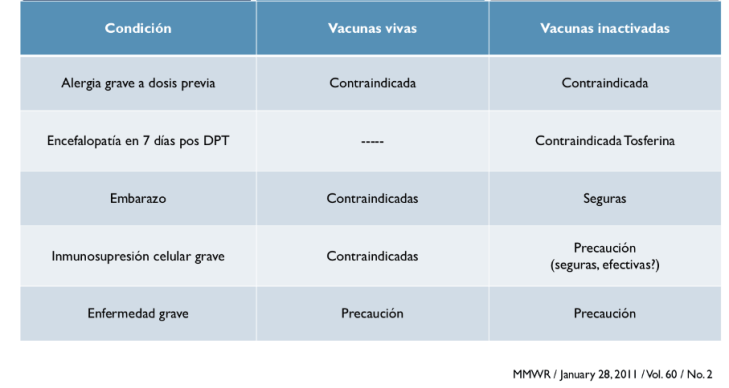 Condición Vacunas vivas Vacunas inactivadas
Alergia grave a dosis previa Contraindicada Contraindicada
Encefalopatía en 7 días pos DPT ----- Contraindicada Tosferina
Embarazo Contraindicadas Seguras
Inmunosupresión celular grave Contraindicadas Precaución
(seguras, efectivas?)
Enfermedad grave Precaución Precaución
MMWR / January 28, 2011 / Vol. 60 / No. 2